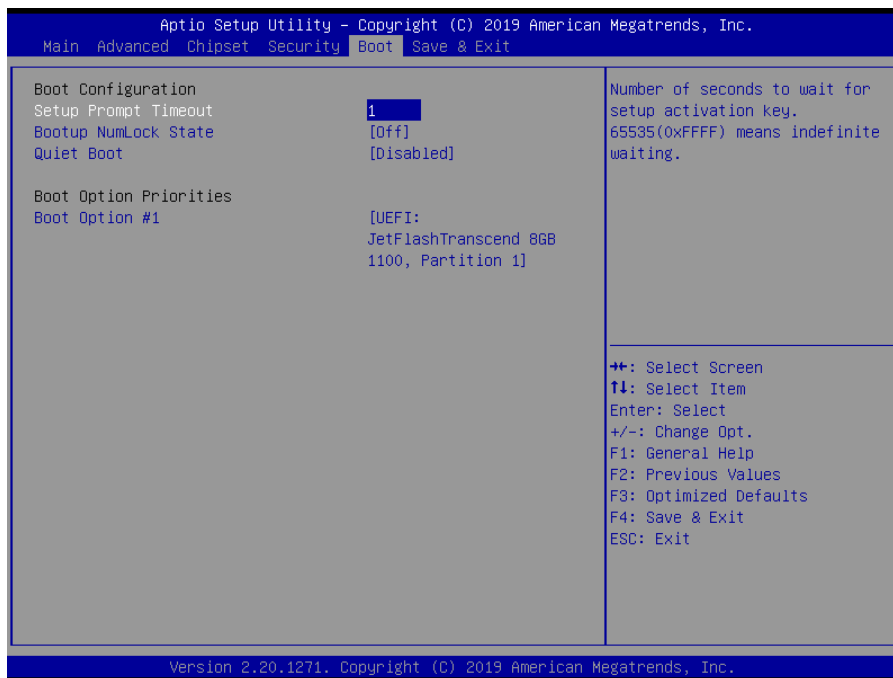 Aptio Setup Utility – Copyright (C) 2019 American Megatrends, Inc.
Main Advanced Chipset Security Boot Save & Exit
Boot Configuration
Setup Prompt Timeout 1
Bootup NumLock State [Off]
Quiet Boot [Disabled]
Boot Option Priorities
Boot Option #1 [UEFI:
JetFlashTranscend 8GB
1100, Partition 1]
Number of seconds to wait for
setup activation key.
65535(0xFFFF) means indefinite
waiting.
→←: Select Screen
↑↓: Select Item
Enter: Select
+/-: Change Opt.
F1: General Help
F2: Previous Values
F3: Optimized Defaults
F4: Save & Exit
ESC: Exit
Version 2.20.1271. Copyright (C) 2019 American Megatrends, Inc.